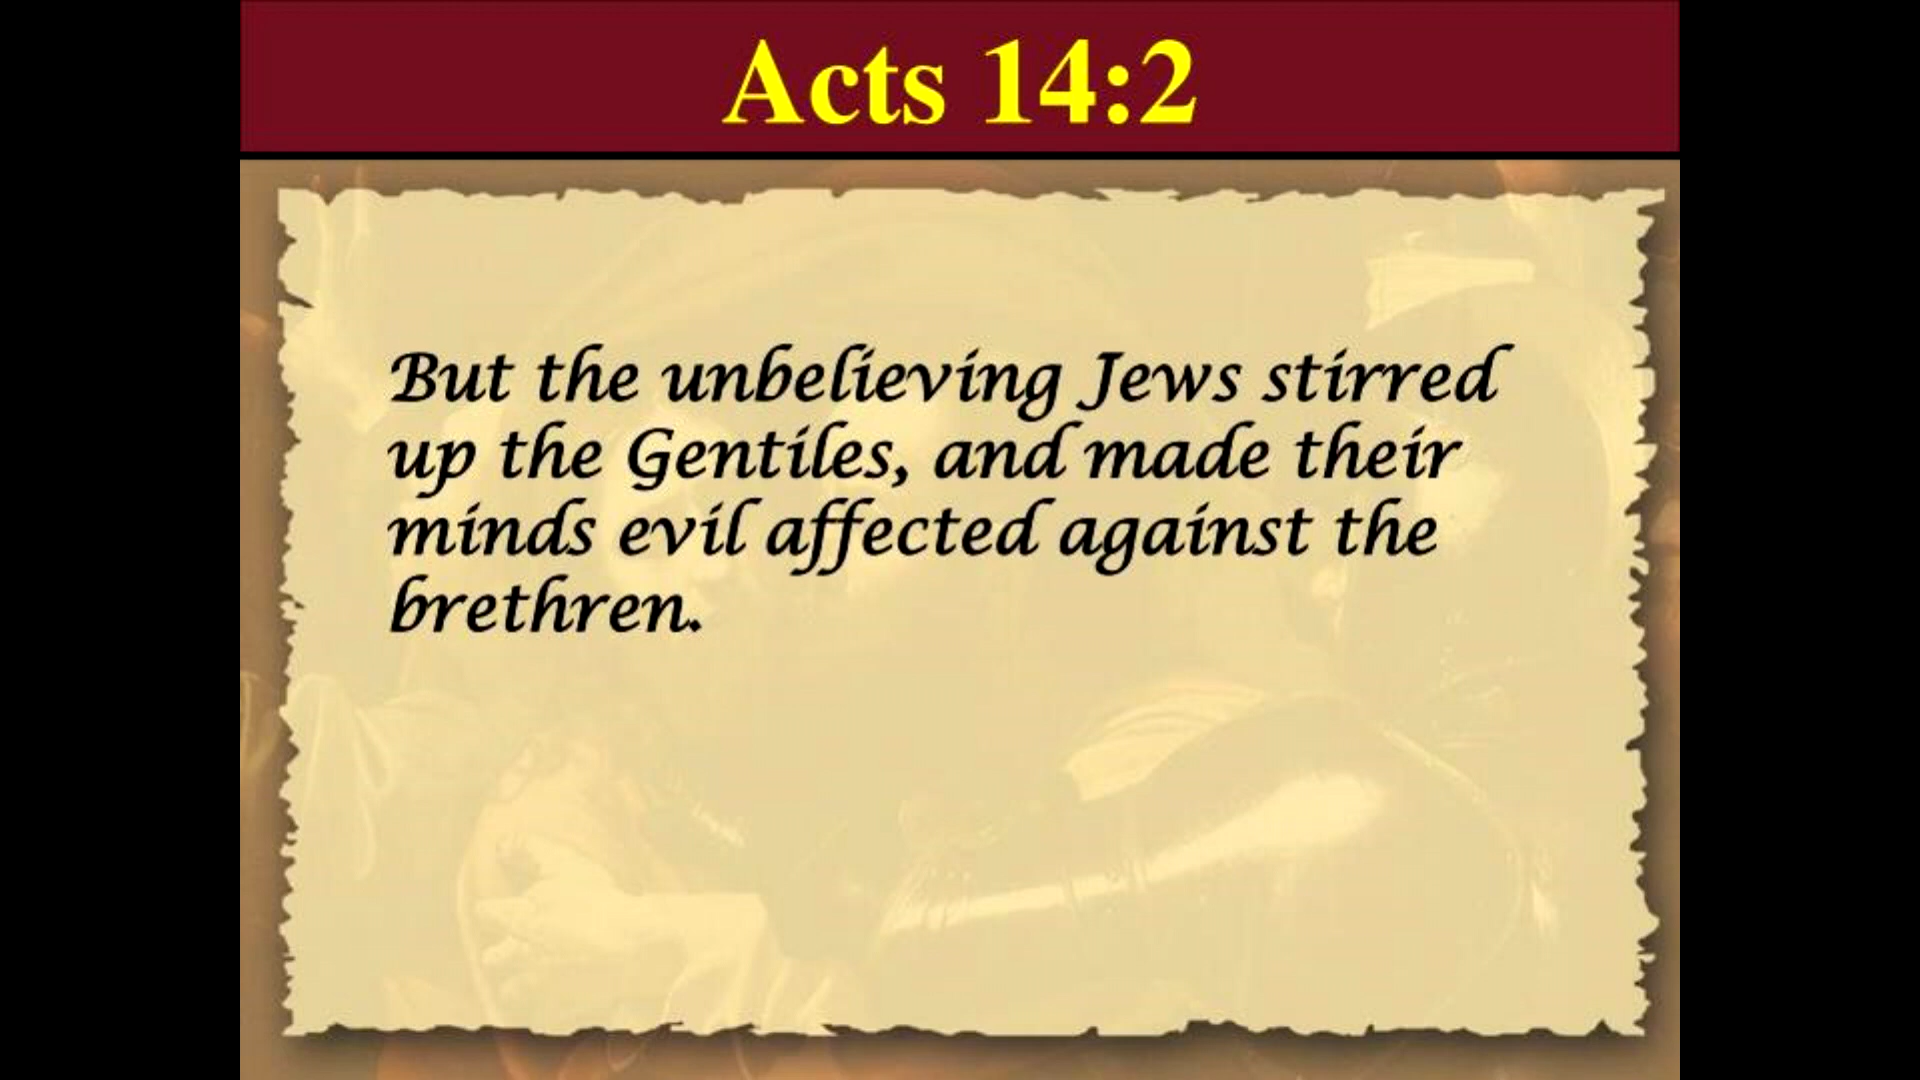 Acts 14:2
But the unbelieving Jews stirred
up the Gentiles, and made their
minds evil affected against the
brethren.